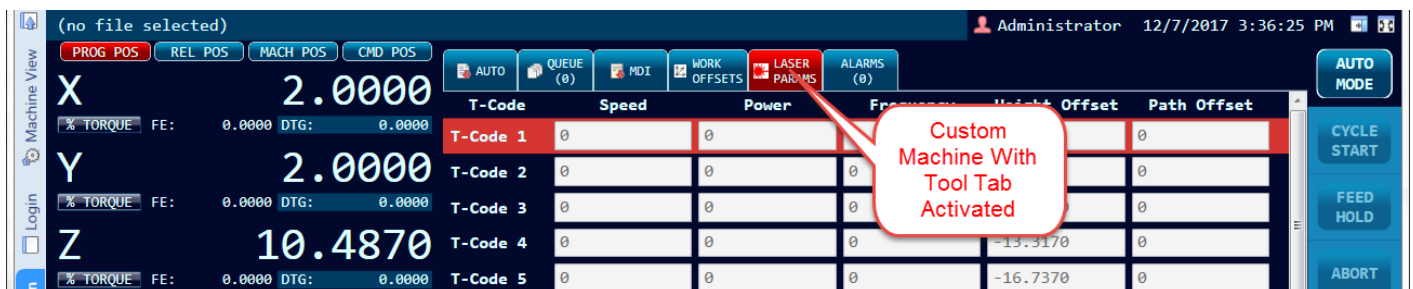 (no file selected) Administrator 12/7/2017 3:36:25 PM
Machine View
Login
PROG POS REL POS MACH POS CMD POS
X 2.0000
% TORQUE FE: 0.0000 DTG: 0.0000
Y 2.0000
% TORQUE FE: 0.0000 DTG: 0.0000
Z 10.4870
% TORQUE FE: 0.0000 DTG: 0.0000
AUTO
QUEUE
(0)
MDI
WORK
OFFSETS
LASER
PARAMS
ALARMS
(0)
T-Code Speed Power Frequency Height Offset Path Offset
T-Code 1 0 0 0
T-Code 2 0 0 0 0
T-Code 3 0 0 0 0
T-Code 4 0 0 0 -13.3170 0
T-Code 5 0 0 0 -16.7370 0
Custom
Machine With
Tool Tab
Activated
AUTO
MODE
CYCLE
START
FEED
HOLD
ABORT